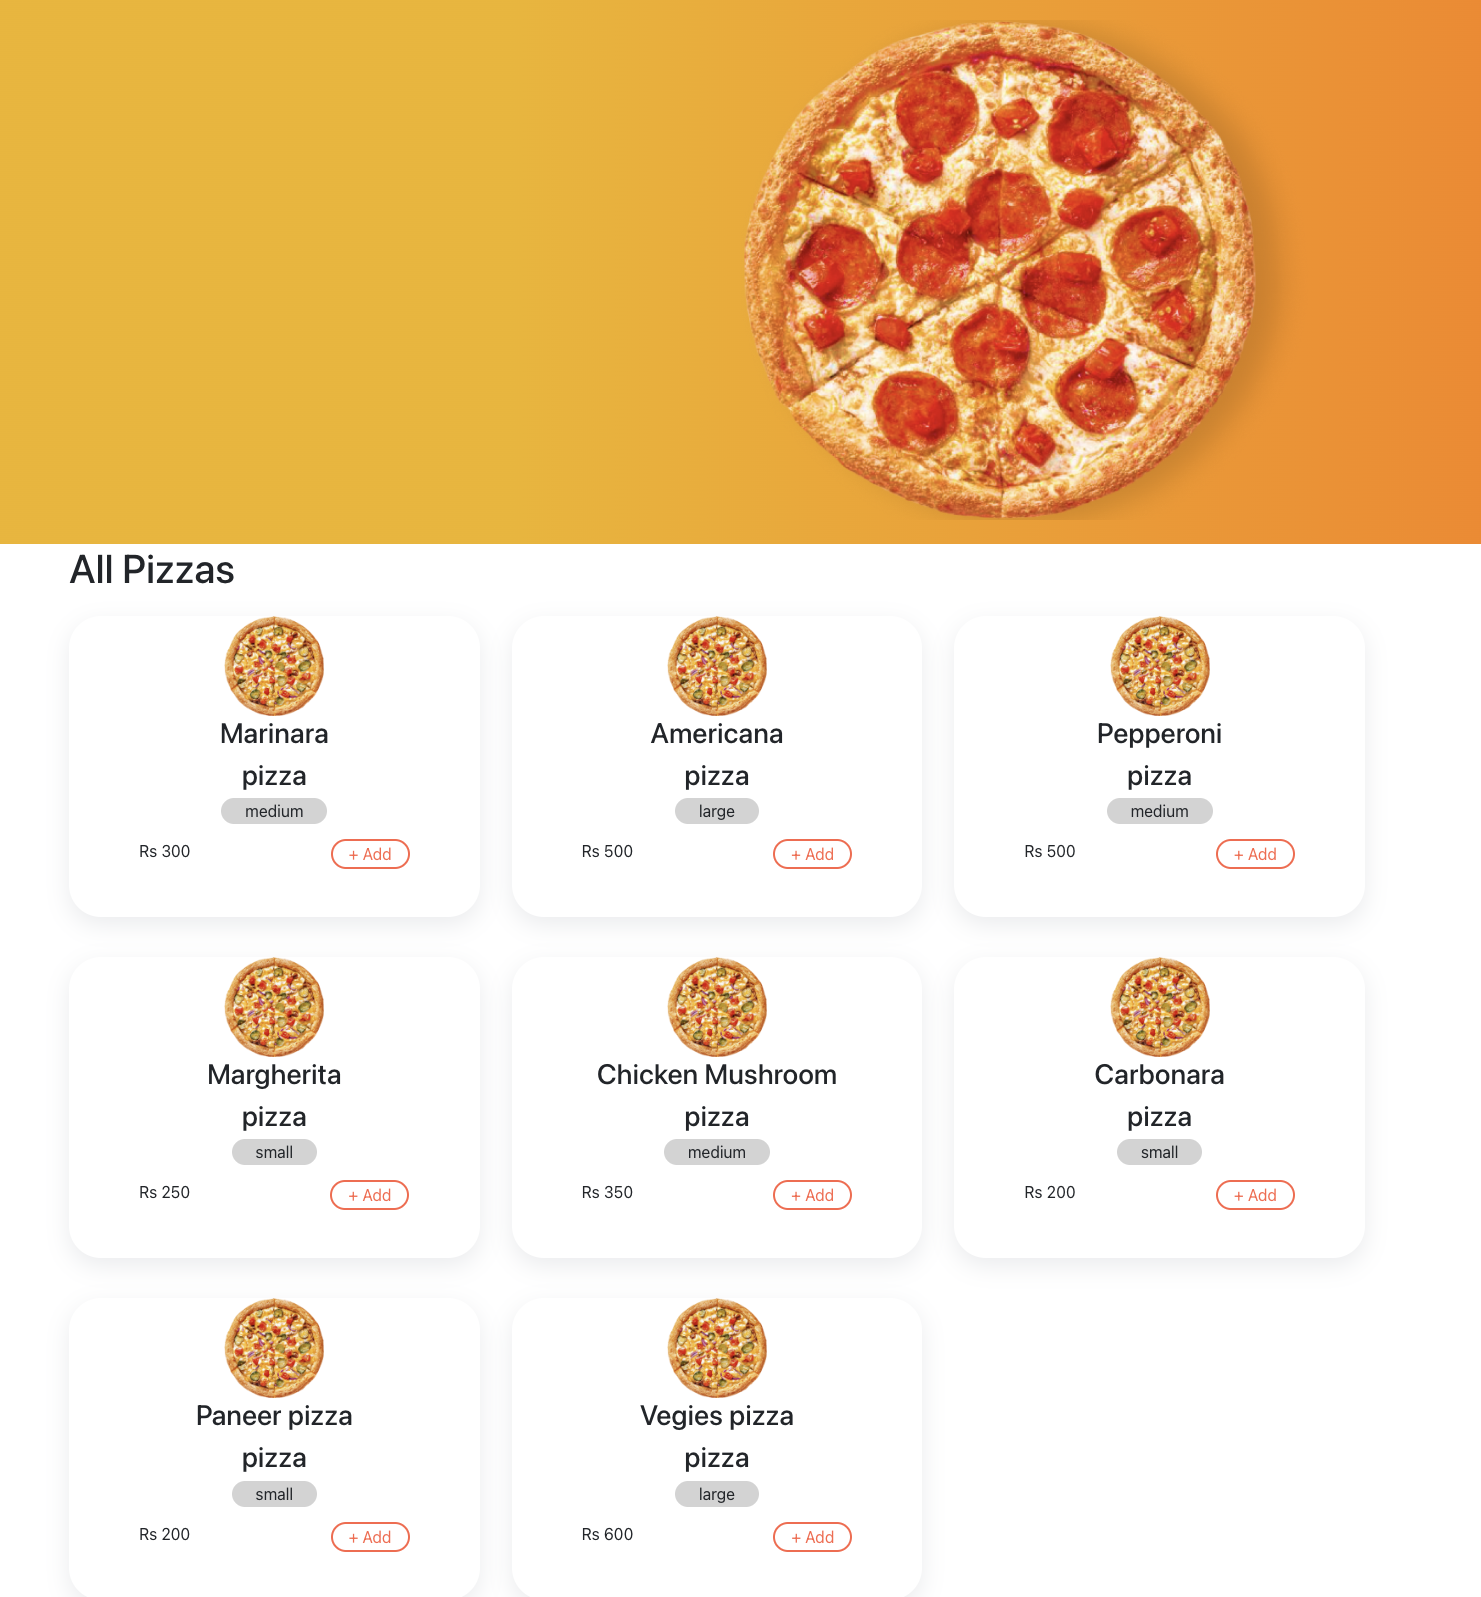 All Pizzas
Marinara
pizza
medium
Rs 300
+ Add
Americana
pizza
large
Rs 500
+ Add
Pepperoni
pizza
medium
Rs 500
+ Add
Margherita
pizza
small
Rs 250
+ Add
Chicken Mushroom
pizza
medium
Rs 350
+ Add
Carbonara
pizza
small
Rs 200
+ Add
Paneer pizza
pizza
small
Rs 200
+ Add
Vegies pizza
pizza
large
Rs 600
+ Add